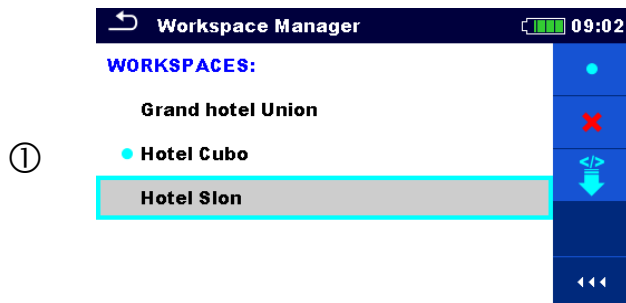 Workspace Manager 09:02
WORKSPACES:
Grand hotel Union
① Hotel Cubo
Hotel Slon
</>